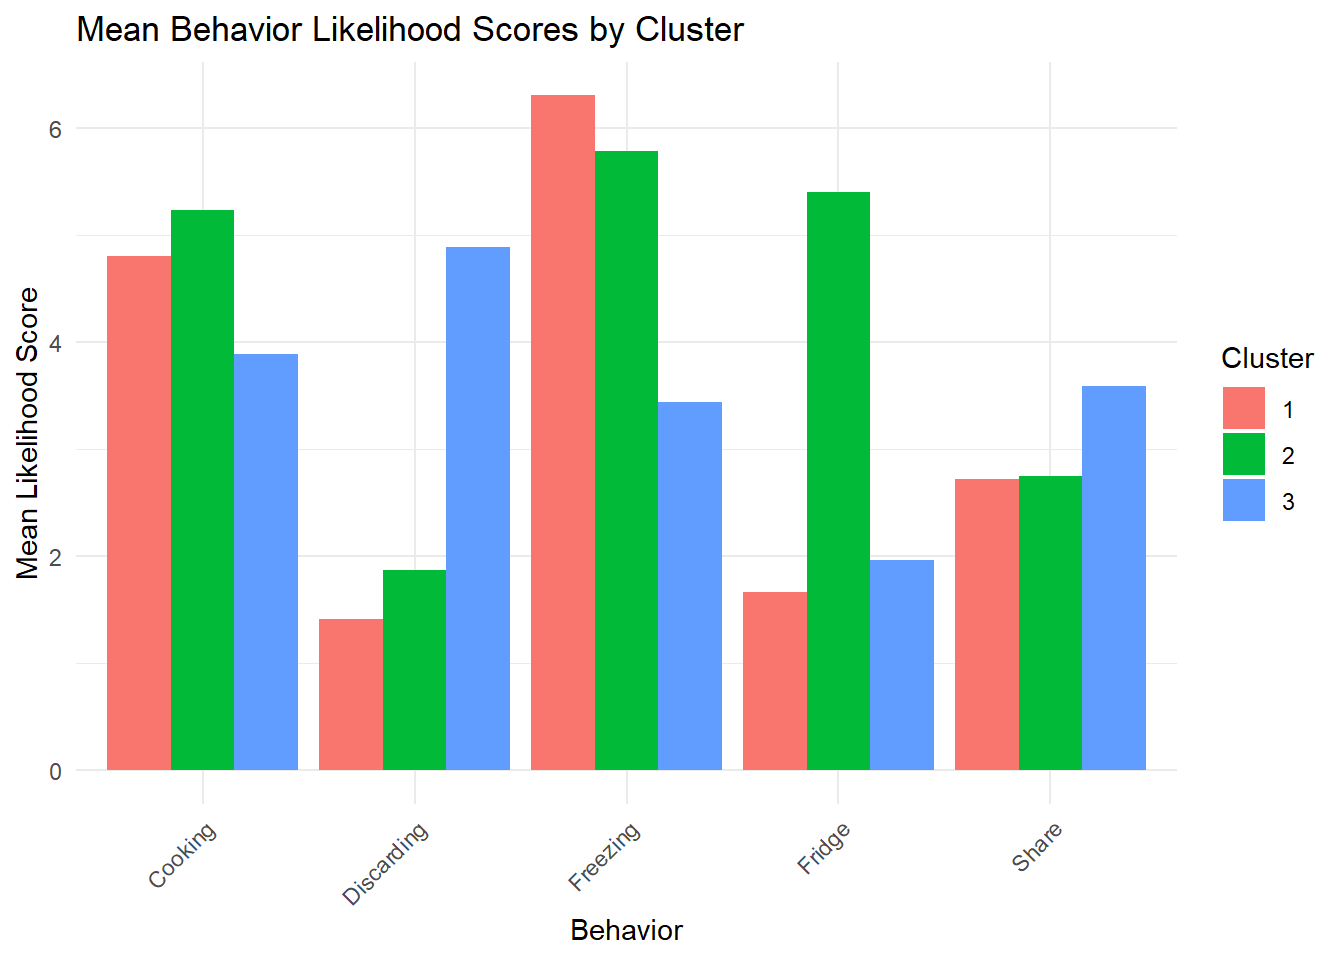 Mean Behavior Likelihood Scores by Cluster
Mean Likelihood Score
6
4
2
0
Cooking
Discarding
Freezing
Fridge
Share
Behavior
Cluster
1
2
3